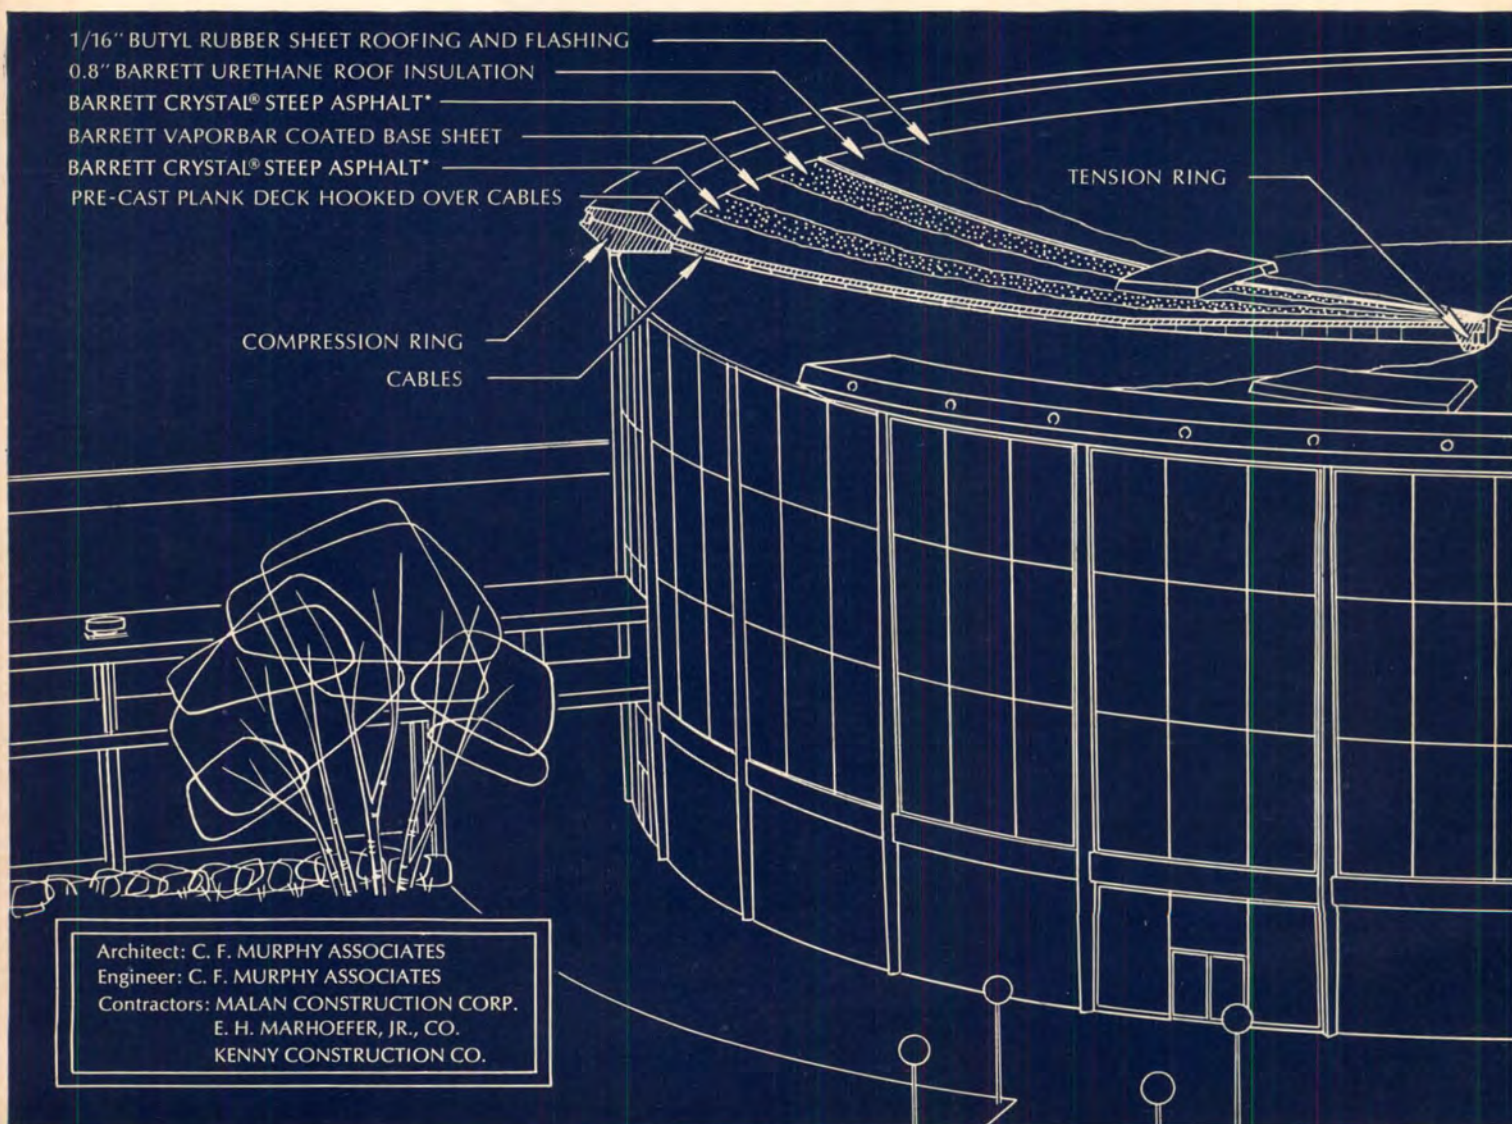 1/16" BUTYL RUBBER SHEET ROOFING AND FLASHING
0.8" BARRETT URETHANE ROOF INSULATION
BARRETT CRYSTAL® STEEP ASPHALT*
BARRETT VAPORBAR COATED BASE SHEET
BARRETT CRYSTAL® STEEP ASPHALT*
PRE-CAST PLANK DECK HOOKED OVER CABLES
TENSION RING
COMPRESSION RING
CABLES
Architect: C. F. MURPHY ASSOCIATES
Engineer: C. F. MURPHY ASSOCIATES
Contractors: MALAN CONSTRUCTION CORP.
E. H. MARHOEFER, JR., CO.
KENNY CONSTRUCTION CO.